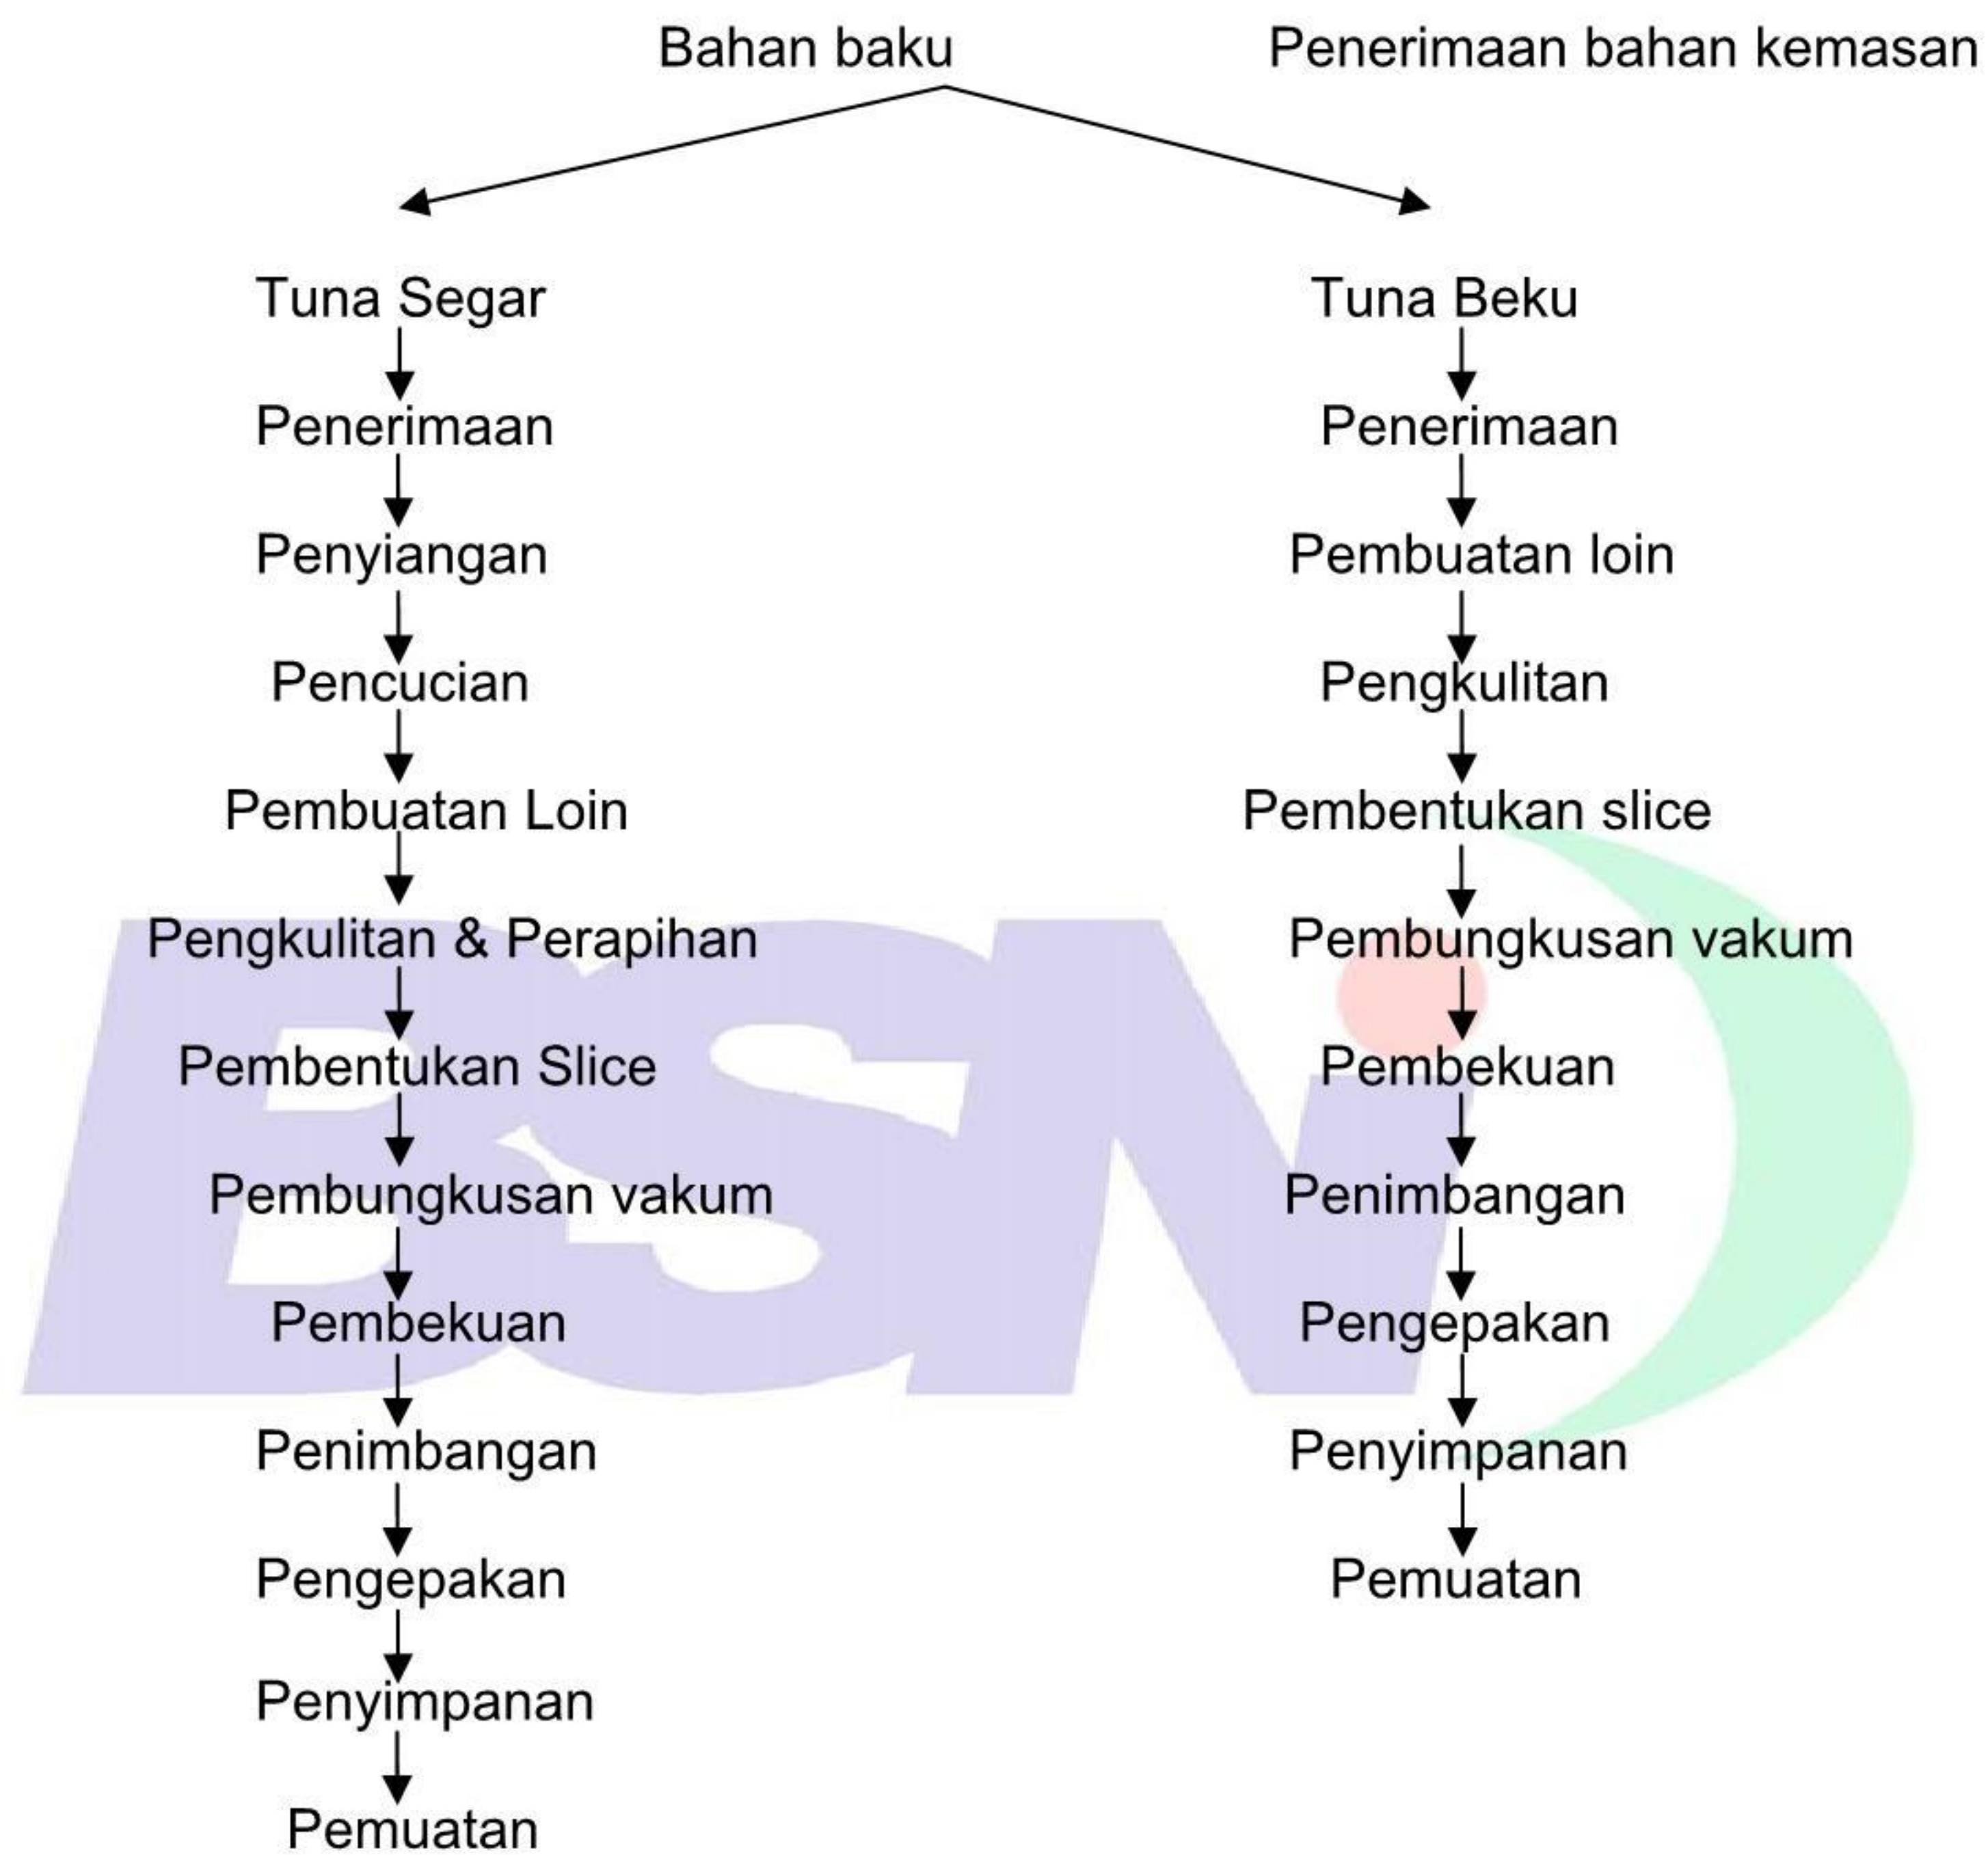 Bahan baku
Penerimaan bahan kemasan
Tuna Segar
Penerimaan
Penyiangan
Pencucian
Pembuatan Loin
Pengkulitan & Perapihan
Pembentukan Slice
Pembungkusan vakum
Pembekuan
Penimbangan
Pengepakan
Penyimpanan
Pemuatan
Tuna Beku
Penerimaan
Pembuatan loin
Pengkulitan
Pembentukan slice
Pembungkusan vakum
Pembekuan
Penimbangan
Pengepakan
Penyimpanan
Pemuatan
BSN